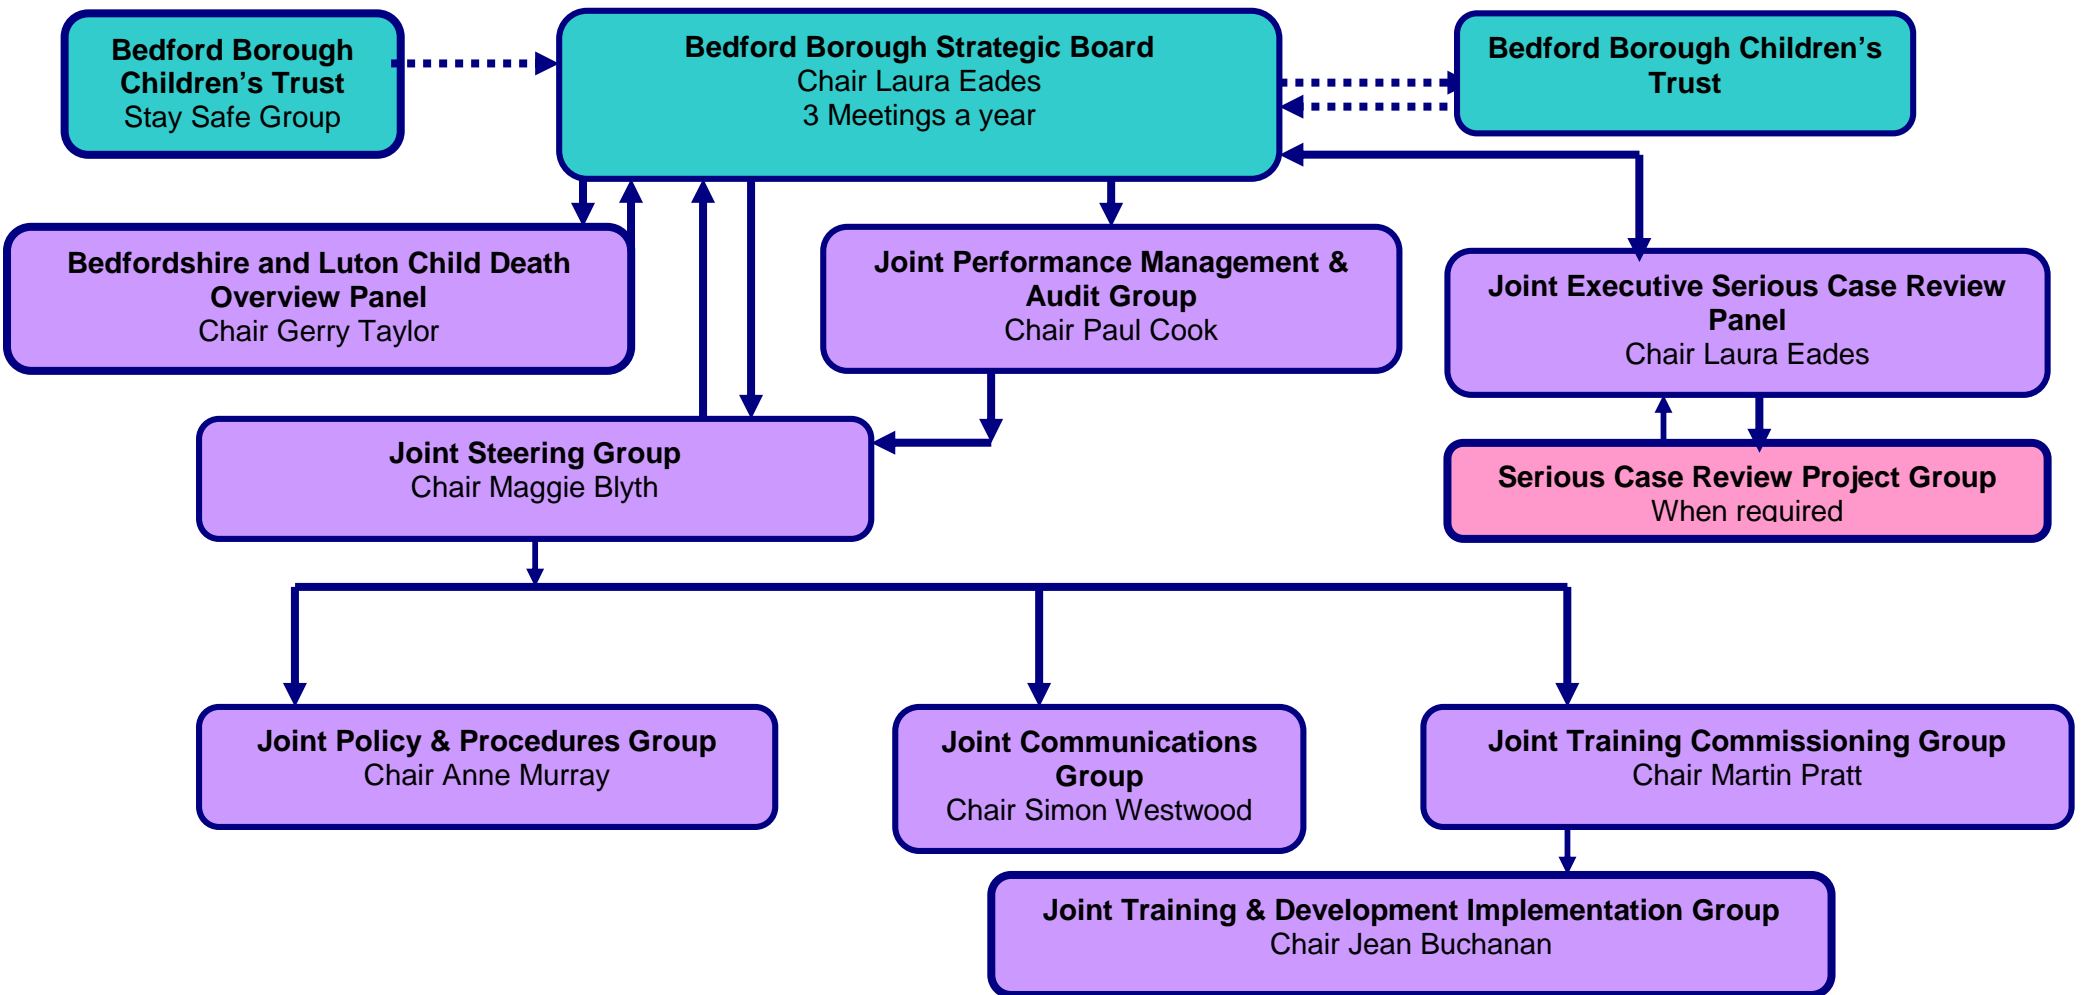 Bedford Borough
Children's Trust
Stay Safe Group
Bedford Borough Strategic Board
Chair Laura Eades
3 Meetings a year
Bedford Borough Children's
Trust
Bedfordshire and Luton Child Death
Overview Panel
Chair Gerry Taylor
Joint Performance Management &
Audit Group
Chair Paul Cook
Joint Executive Serious Case Review
Panel
Chair Laura Eades
Joint Steering Group
Chair Maggie Blyth
Serious Case Review Project Group
When required
Joint Policy & Procedures Group
Chair Anne Murray
Joint Communications
Group
Chair Simon Westwood
Joint Training Commissioning Group
Chair Martin Pratt
Joint Training & Development Implementation Group
Chair Jean Buchanan